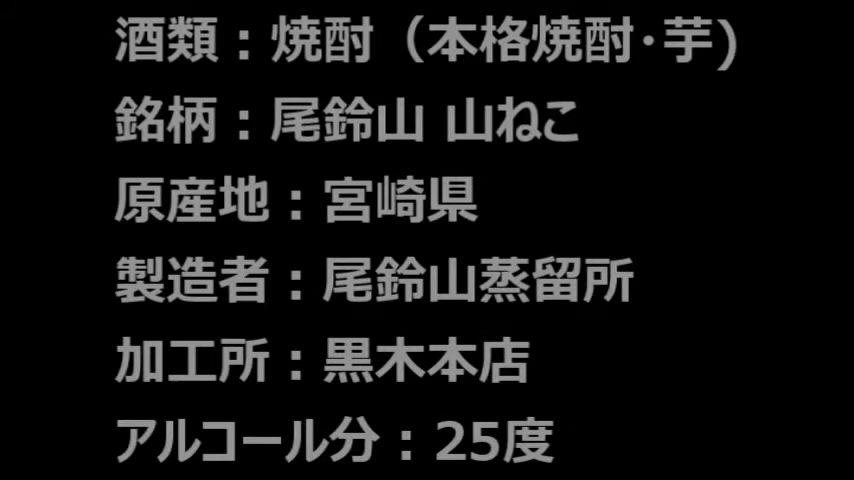 酒類：焼酎（本格焼酎･芋)
銘柄：尾鈴山 山ねこ
原産地：宮崎県
製造者：尾鈴山蒸留所
加工所：黒木本店
アルコール分：25度